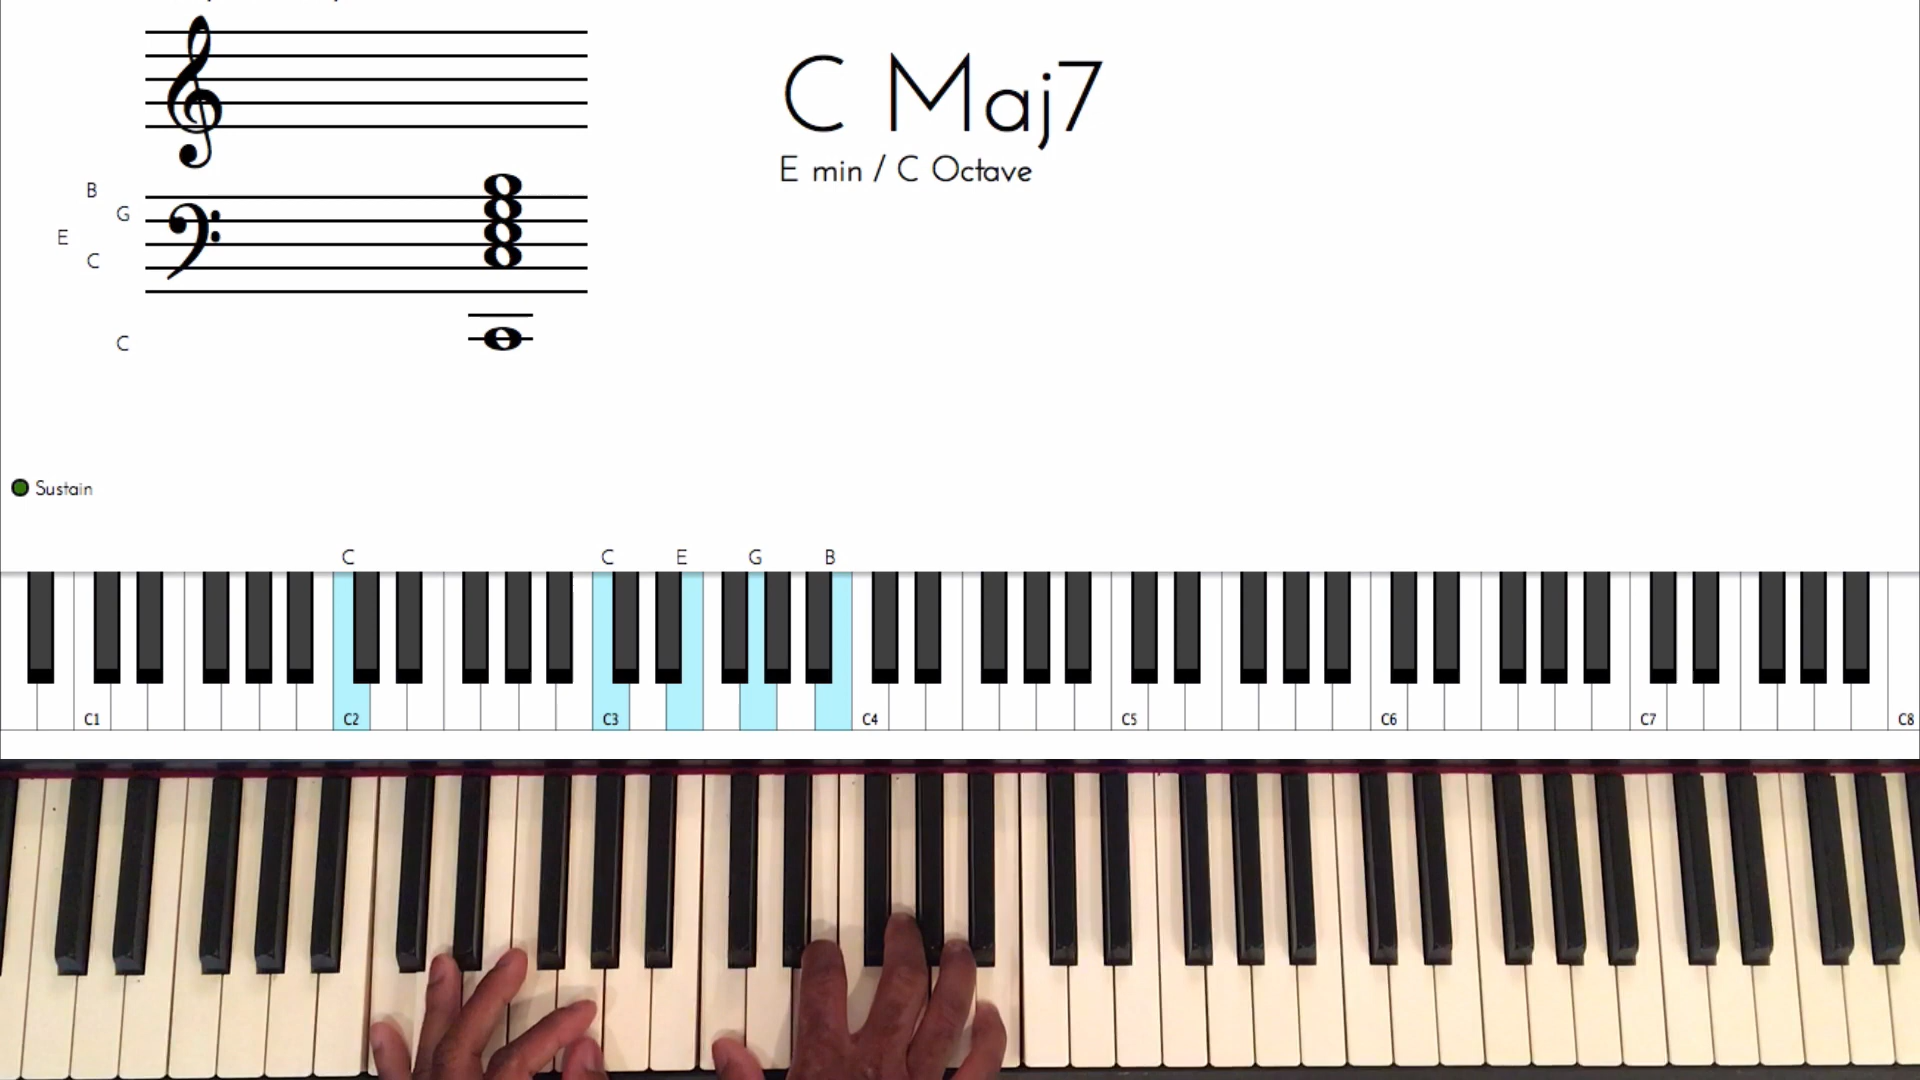 C Maj7
E min / C Octave
B
G
E
C
C
Sustain
C C E G B
C1 C2 C3 C4 C5 C6 C7 C8